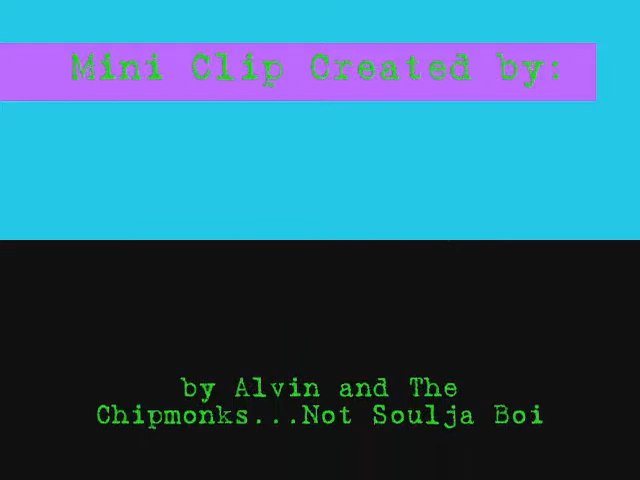 Mini Clip Created by:
by Alvin and The
Chipmonks...Not Soulja Boi